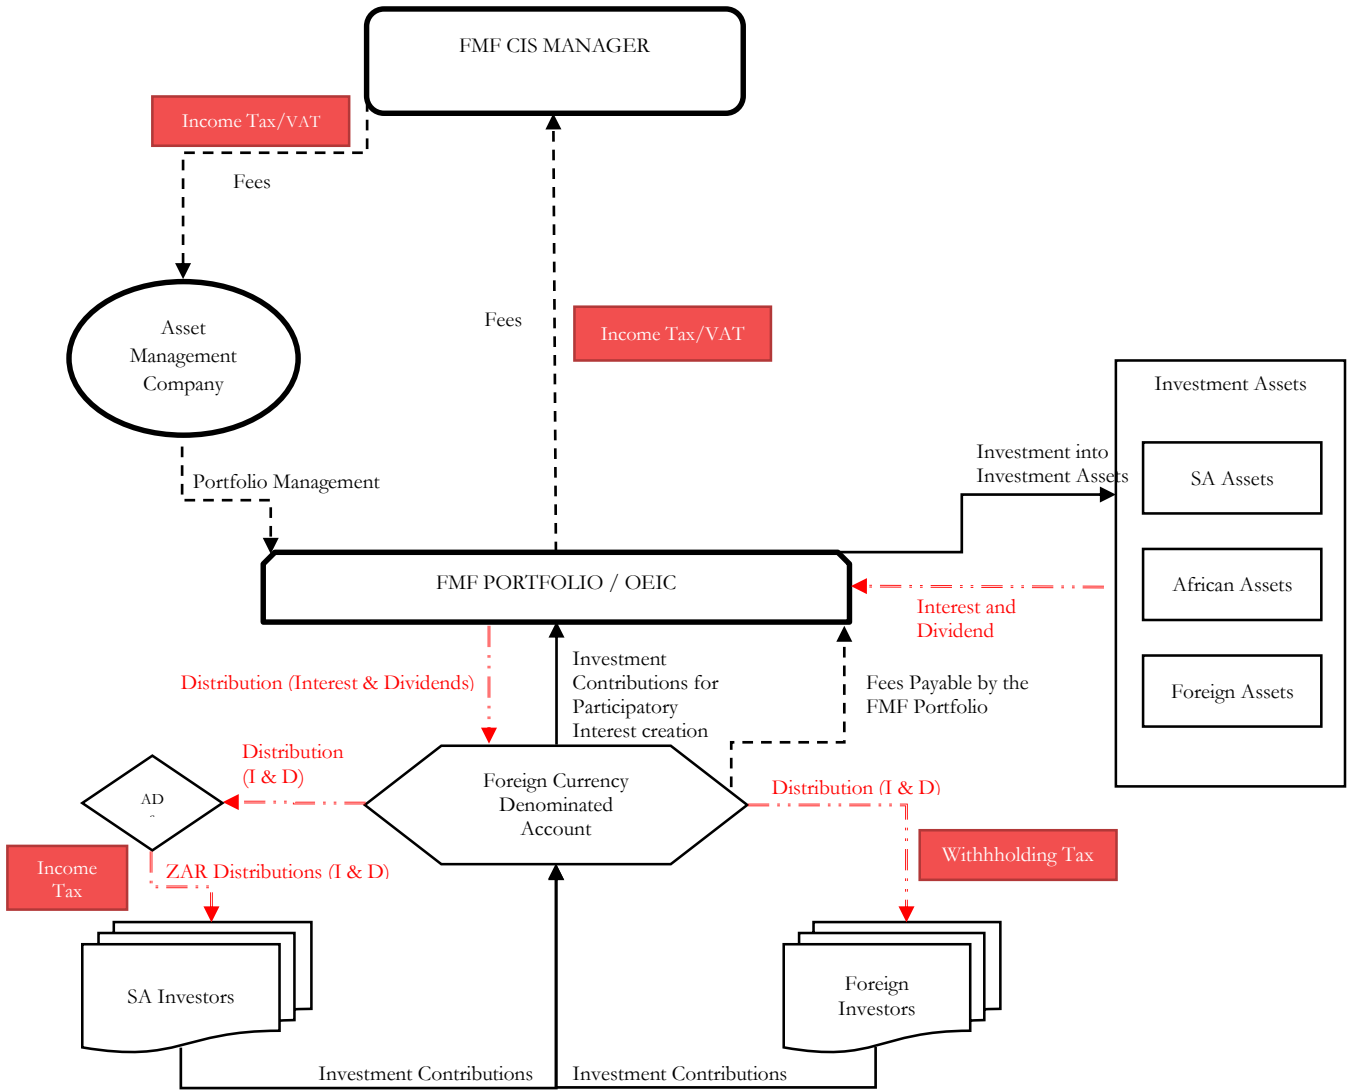 FMF CIS MANAGER
Income Tax/VAT
Fees
Asset
Management
Company
Fees
Income Tax/VAT
Investment Assets
Investment into
Investment Assets
SA Assets
Portfolio Management
FMF PORTFOLIO / OEIC
African Assets
Interest and
Dividend
Investment
Contributions for
Participatory
Interest creation
Distribution (Interest & Dividends)
Fees Payable by the
FMF Portfolio
Foreign Assets
Distribution
(I & D)
Foreign Currency
Denominated
Account
Distribution (I & D)
AD
Income
Tax
ZAR Distributions (I & D)
Withhholding Tax
SA Investors
Foreign
Investors
Investment Contributions
Investment Contributions